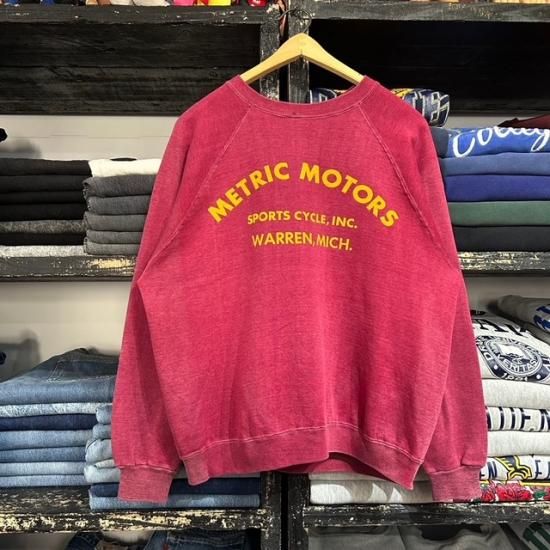 METRIC MOTORS
SPORTS CYCLE, INC.
WARREN, MICH.